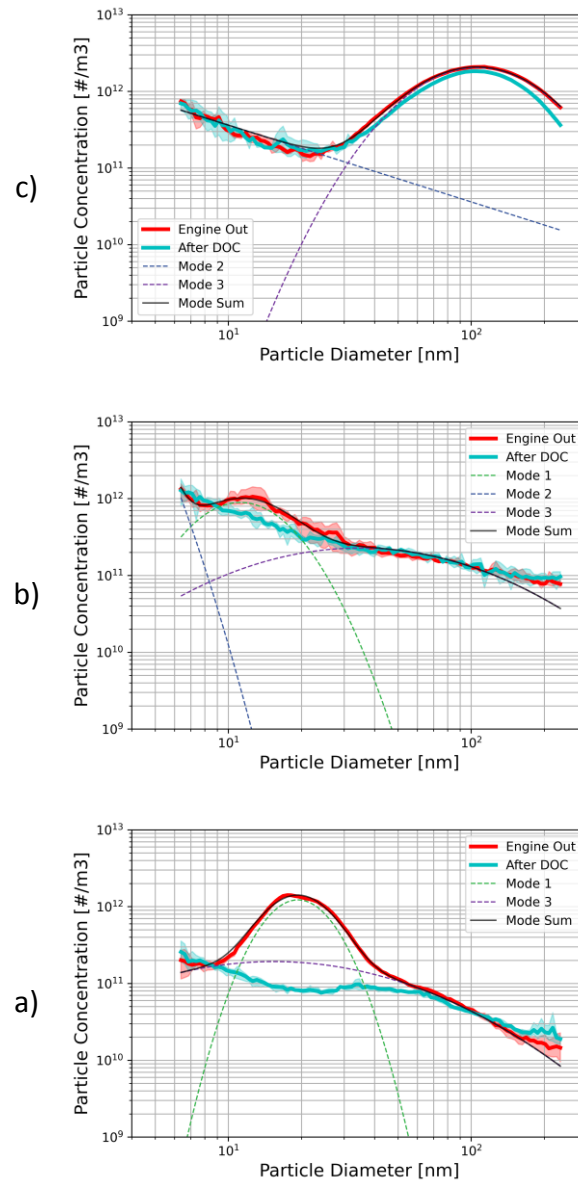 c)
Particle Concentration [#/m3]
10^13
10^12
10^11
10^10
10^9
Engine Out
After DOC
Mode 2
Mode 3
Mode Sum
10^1
10^2
Particle Diameter [nm]
b)
Particle Concentration [#/m3]
10^13
10^12
10^11
10^10
10^9
Engine Out
After DOC
Mode 1
Mode 2
Mode 3
Mode Sum
10^1
10^2
Particle Diameter [nm]
a)
Particle Concentration [#/m3]
10^13
10^12
10^11
10^10
10^9
Engine Out
After DOC
Mode 1
Mode 3
Mode Sum
10^1
10^2
Particle Diameter [nm]